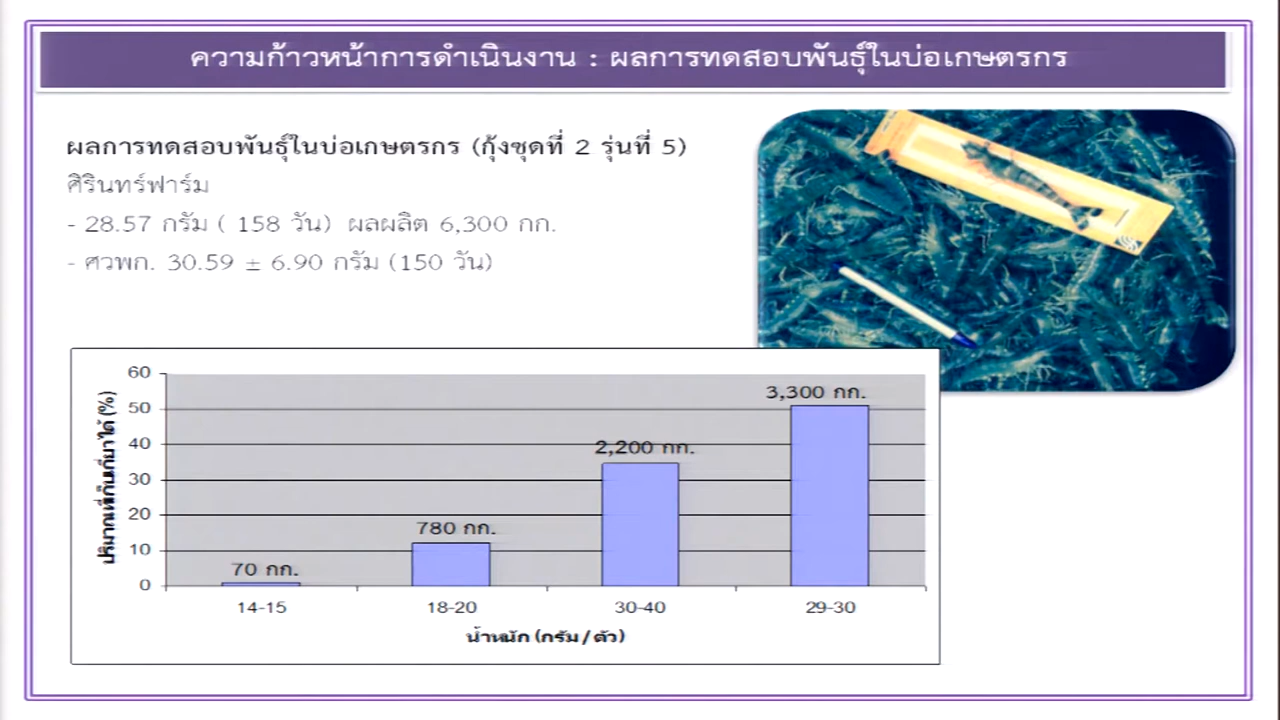 ความก้าวหน้าการดำเนินงาน : ผลการทดสอบพันธุ์ในบ่อเกษตรกร
ผลการทดสอบพันธุ์ในบ่อเกษตรกร (กุ้งชุดที่ 2 รุ่นที่ 5)
ศิรินทร์ฟาร์ม
- 28.57 กรัม ( 158 วัน) ผลผลิต 6,300 กก.
- ศวพก. 30.59 ± 6.90 กรัม (150 วัน)
ปริมาณที่เก็บเกี่ยวได้ (%)
60
50
40
30
20
10
0
70 กก.
780 กก.
2,200 กก.
3,300 กก.
14-15
18-20
30-40
29-30
น้ำหนัก (กรัม / ตัว)